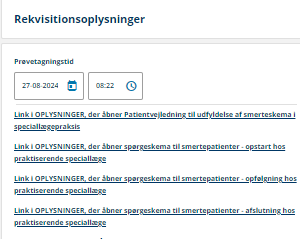 Rekvisitionsoplysninger
Prøvetagningstid
27-08-2024 08:22
Link i OPLYSNINGER, der åbner Patientvejledning til udfyldelse af smerteskema i
speciallægepraksis
Link i OPLYSNINGER, der åbner spørgeskema til smertepatienter - opstart hos
praktiserende speciallæge
Link i OPLYSNINGER, der åbner spørgeskema til smertepatienter - opfølgning hos
praktiserende speciallæge
Link i OPLYSNINGER, der åbner spørgeskema til smertepatienter - afslutning hos
praktiserende speciallæge